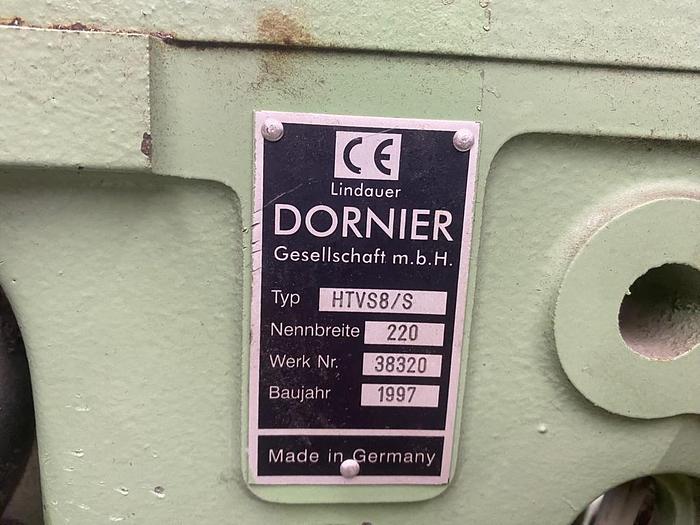 CE
Lindauer
DORNIER
Gesellschaft m.b.H.
Typ HTVS8/S
Nennbreite 220
Werk Nr. 38320
Baujahr 1997
Made in Germany